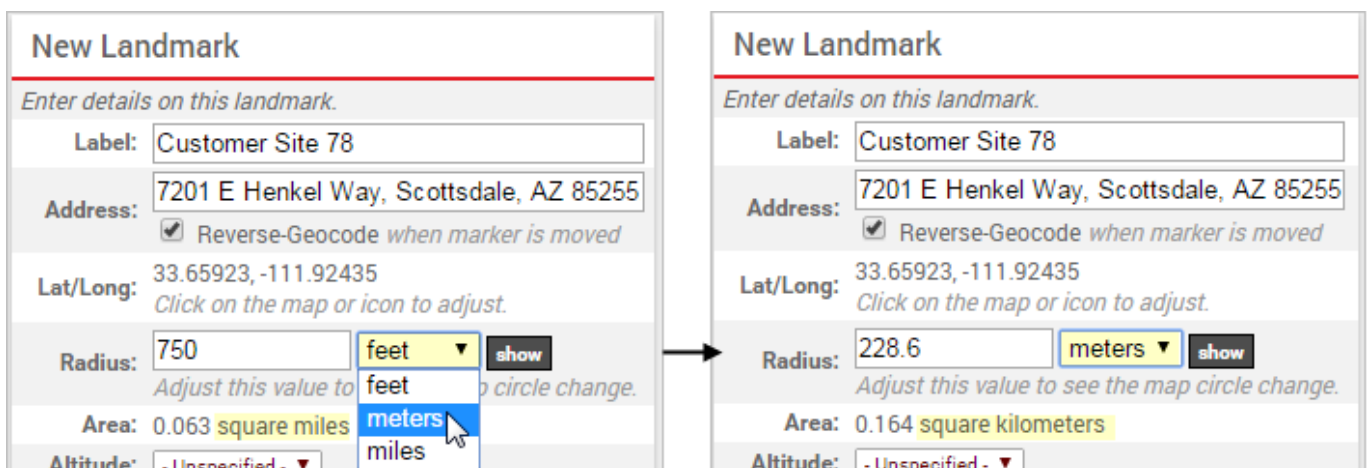 New Landmark
Enter details on this landmark.
Label: Customer Site 78
Address: 7201 E Henkel Way, Scottsdale, AZ 85255
Reverse-Geocode when marker is moved
Lat/Long: 33.65923, -111.92435
Click on the map or icon to adjust.
Radius: 750 feet ▼ show
Adjust this value to feet p circle change.
Area: 0.063 square miles meters
miles
Altitude: - Unspecified - ▼
New Landmark
Enter details on this landmark.
Label: Customer Site 78
Address: 7201 E Henkel Way, Scottsdale, AZ 85255
Reverse-Geocode when marker is moved
Lat/Long: 33.65923, -111.92435
Click on the map or icon to adjust.
Radius: 228.6 meters ▼ show
Adjust this value to see the map circle change.
Area: 0.164 square kilometers
Altitude: - Unspecified - ▼